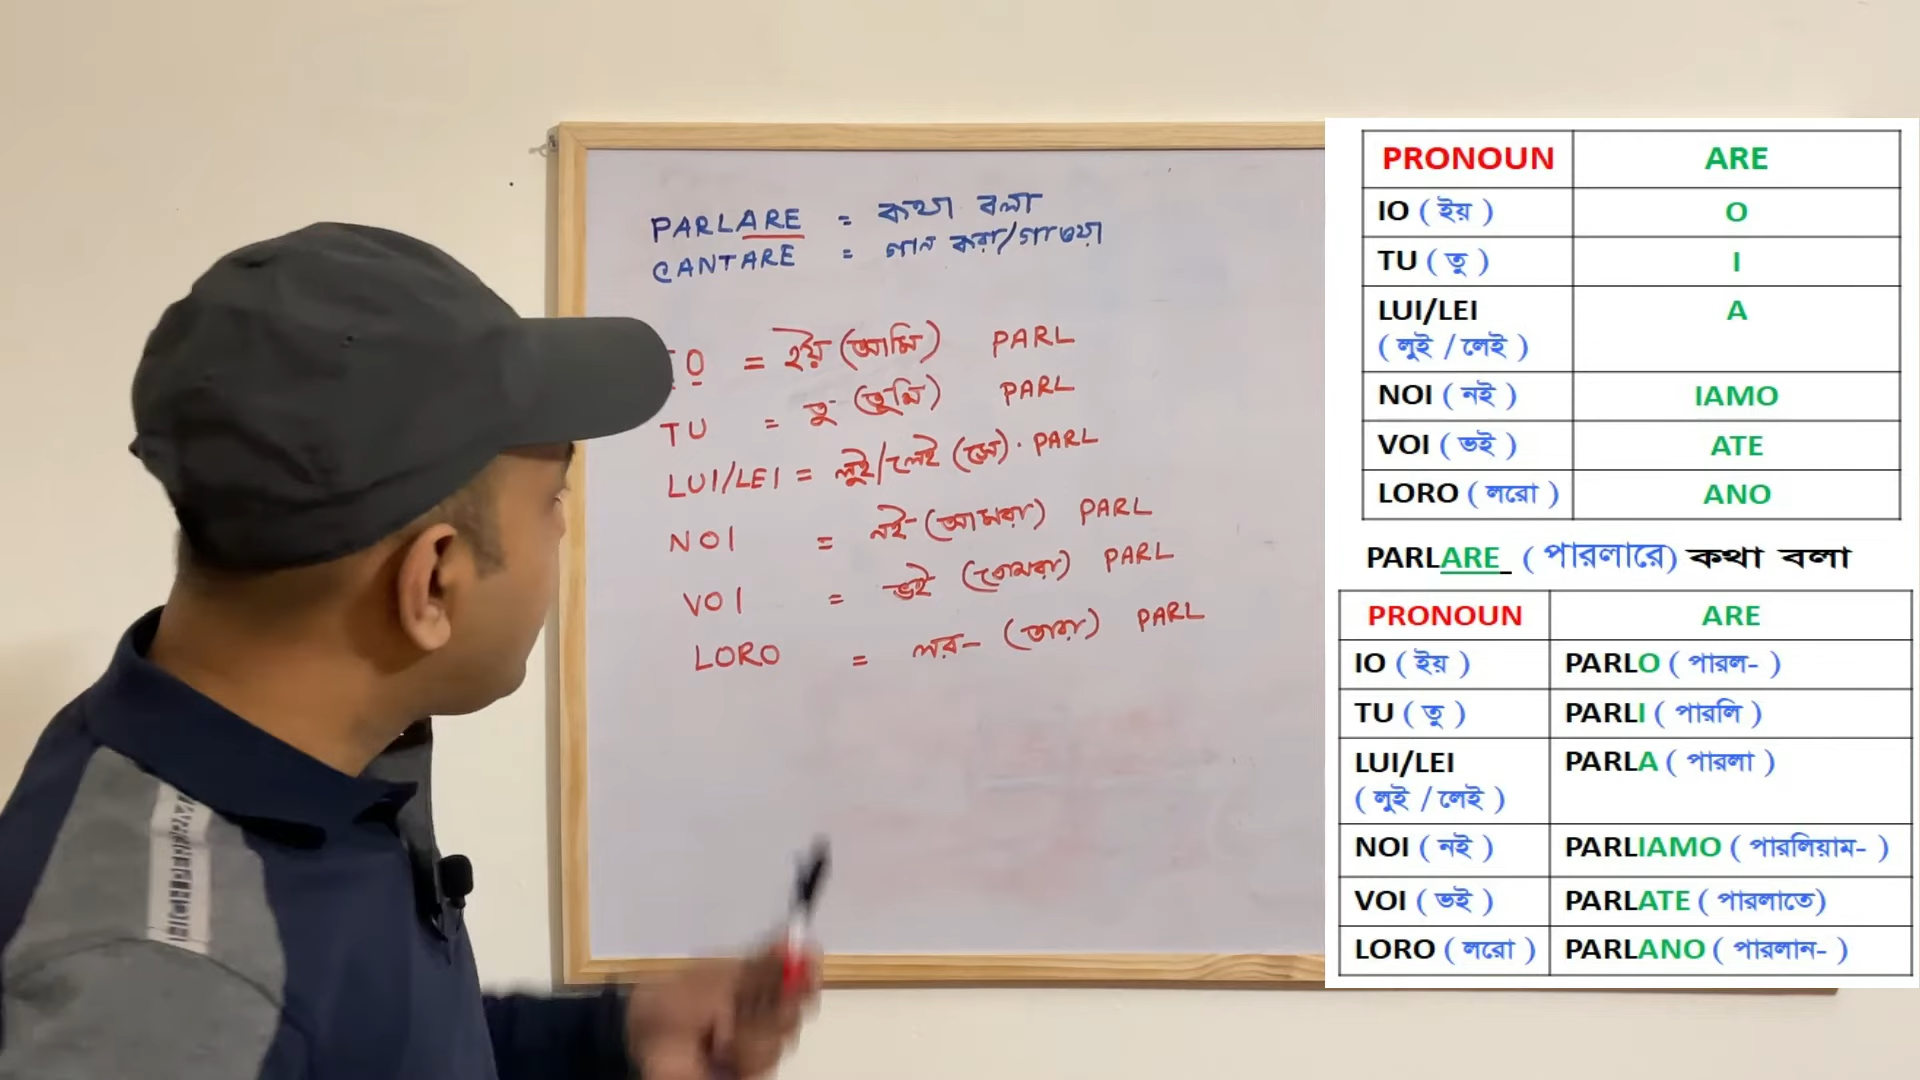 PARLARE = কথা বলা
CANTARE = গান করা/গাওয়া
IO = ইয় (আমি) PARL
TU = তু (তুমি) PARL
LUI/LEI = লুই/লেই (সে) · PARL
NOI = নই- (আমরা) PARL
VOI = ভই (তোমরা) PARL
LORO = লর- (তারা) PARL
PRONOUN ARE
IO ( ইয় ) O
TU ( তু ) I
LUI/LEI A
( লুই / লেই )
NOI ( নই ) IAMO
VOI ( ভই ) ATE
LORO ( লরো ) ANO
PARLARE_ ( পারলারে) কথা বলা
PRONOUN ARE
IO ( ইয় ) PARLO ( পারল- )
TU ( তু ) PARLI ( পারলি )
LUI/LEI PARLA ( পারলা )
( লুই / লেই )
NOI ( নই ) PARLIAMO ( পারলিয়াম- )
VOI ( ভই ) PARLATE ( পারলাতে)
LORO ( লরো ) PARLANO ( পারলান- )